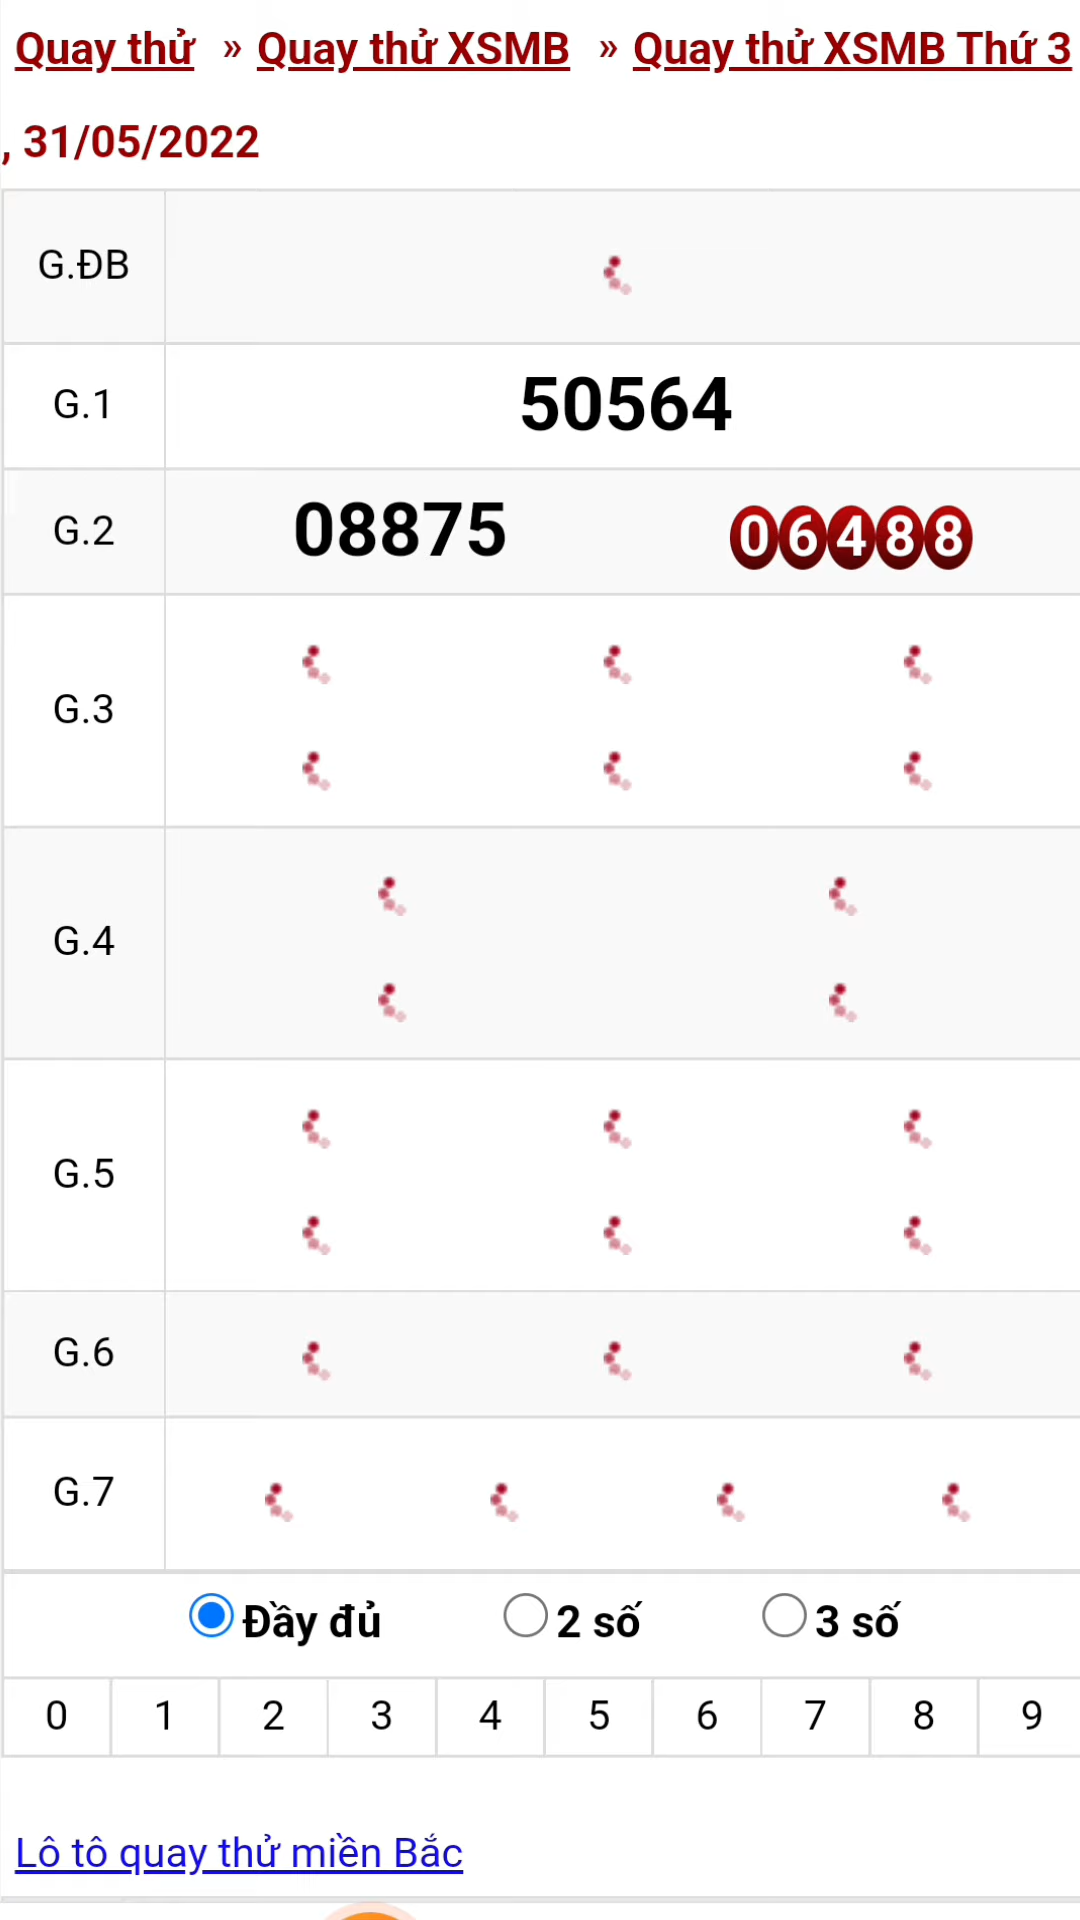 Quay thử » Quay thử XSMB » Quay thử XSMB Thứ 3
, 31/05/2022
G.ĐB
G.1 50564
G.2 08875 06488
G.3
G.4
G.5
G.6
G.7
Đầy đủ 2 số 3 số
0 1 2 3 4 5 6 7 8 9
Lô tô quay thử miền Bắc